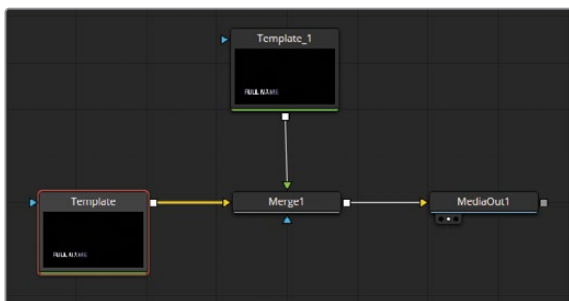 Template_1
FULL NAME
Template
Merge1
MediaOut1
FULL NAME